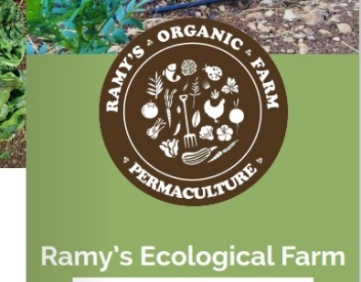 RAMY'S ORGANIC FARM
PERMACULTURE
Ramy's Ecological Farm